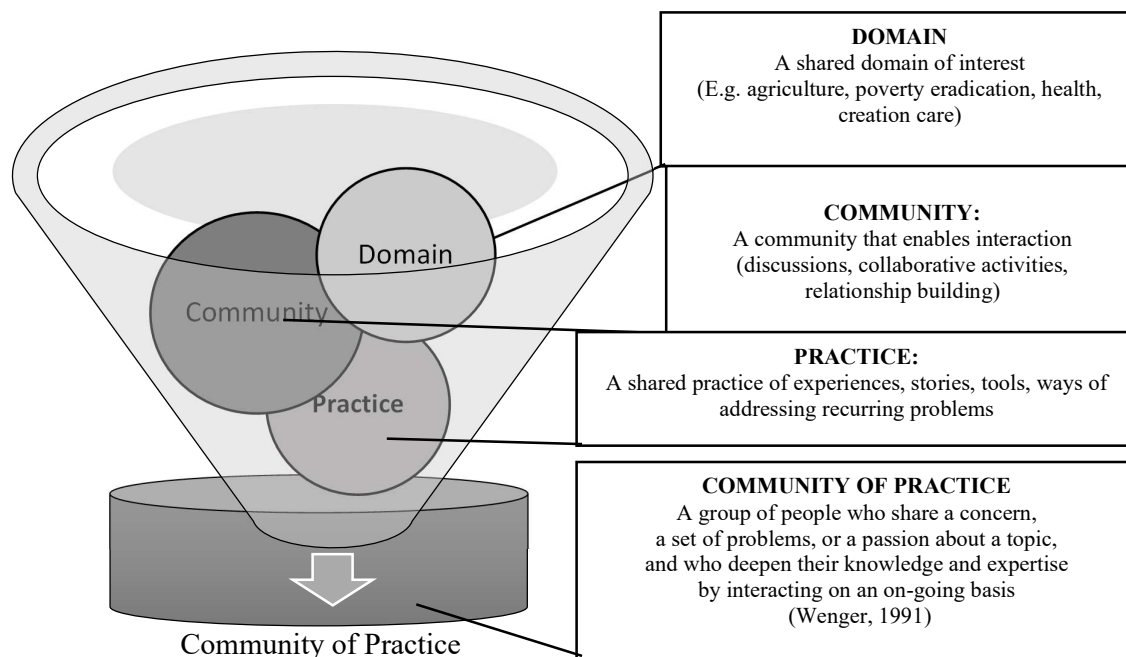 Domain
Community
Practice
Community of Practice
DOMAIN
A shared domain of interest
(E.g. agriculture, poverty eradication, health,
creation care)
COMMUNITY:
A community that enables interaction
(discussions, collaborative activities,
relationship building)
PRACTICE:
A shared practice of experiences, stories, tools, ways of
addressing recurring problems
COMMUNITY OF PRACTICE
A group of people who share a concern,
a set of problems, or a passion about a topic,
and who deepen their knowledge and expertise
by interacting on an on-going basis
(Wenger, 1991)